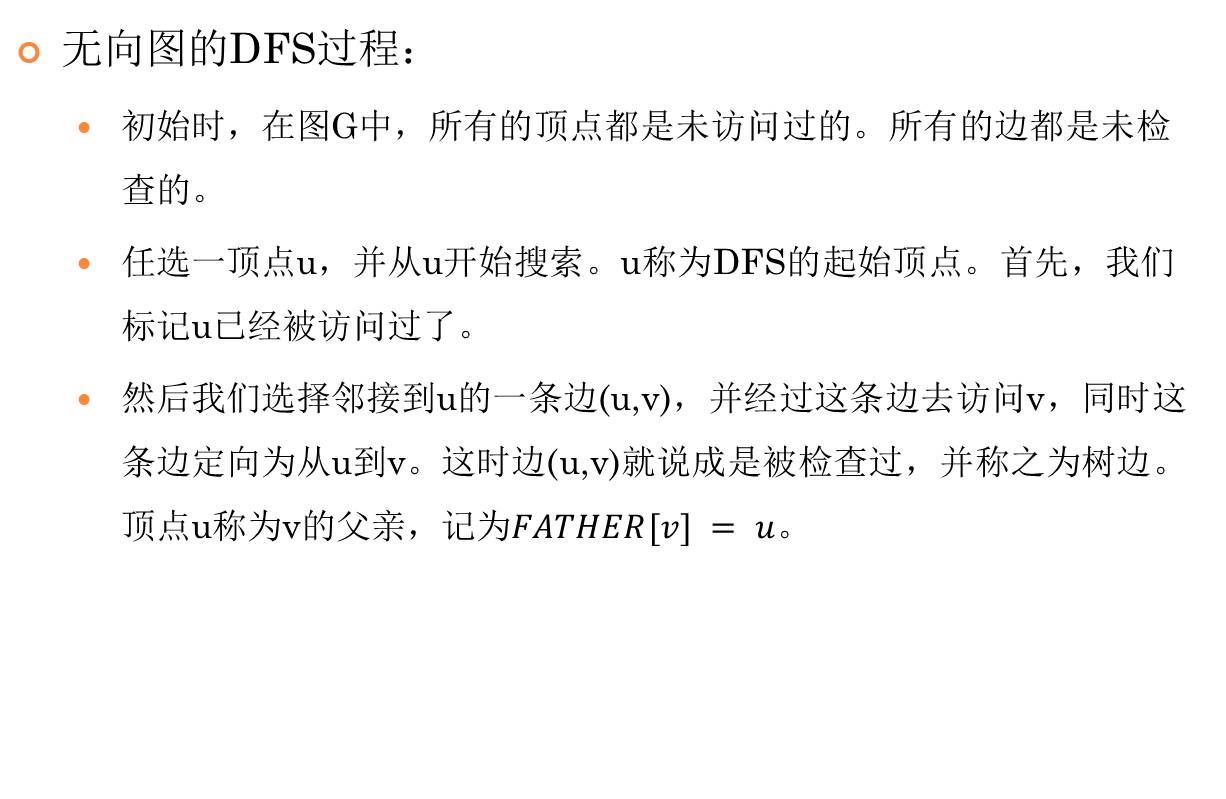 无向图的DFS过程：
初始时，在图G中，所有的顶点都是未访问过的。所有的边都是未检
查的。
任选一顶点u，并从u开始搜索。u称为DFS的起始顶点。首先，我们
标记u已经被访问过了。
然后我们选择邻接到u的一条边(u,v)，并经过这条边去访问v，同时这
条边定向为从u到v。这时边(u,v)就说成是被检查过，并称之为树边。
顶点u称为v的父亲，记为FATHER[v] = u。